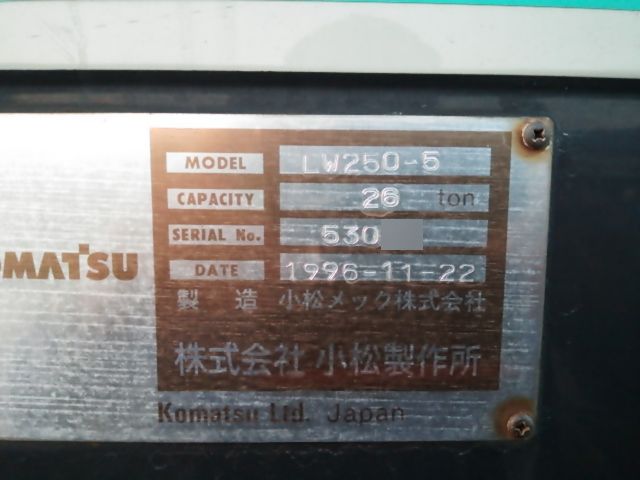 MODEL LW250-5
CAPACITY 26 ton
SERIAL No. 530
OMATSU
DATE 1996-11-22
製造 小松メック株式会社
株式会社 小松製作所
Komatsu Ltd. Japan